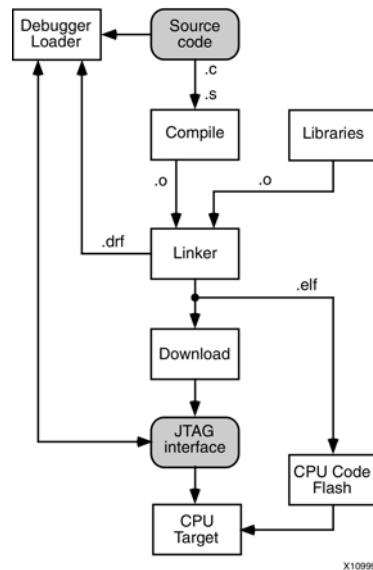 Debugger
Loader
Source
code
.c
.s
Compile
Libraries
.o
.o
.drf
Linker
.elf
Download
JTAG
interface
CPU Code
Flash
CPU
Target